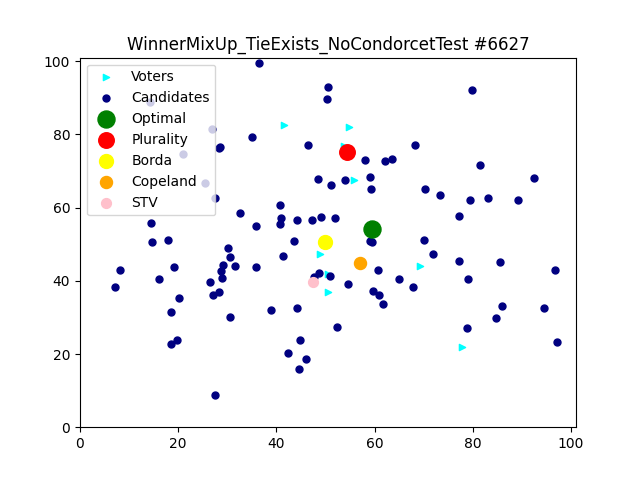 WinnerMixUp_TieExists_NoCondorcetTest #6627
100
80
60
40
20
0
Voters
Candidates
Optimal
Plurality
Borda
Copeland
STV
0 20 40 60 80 100